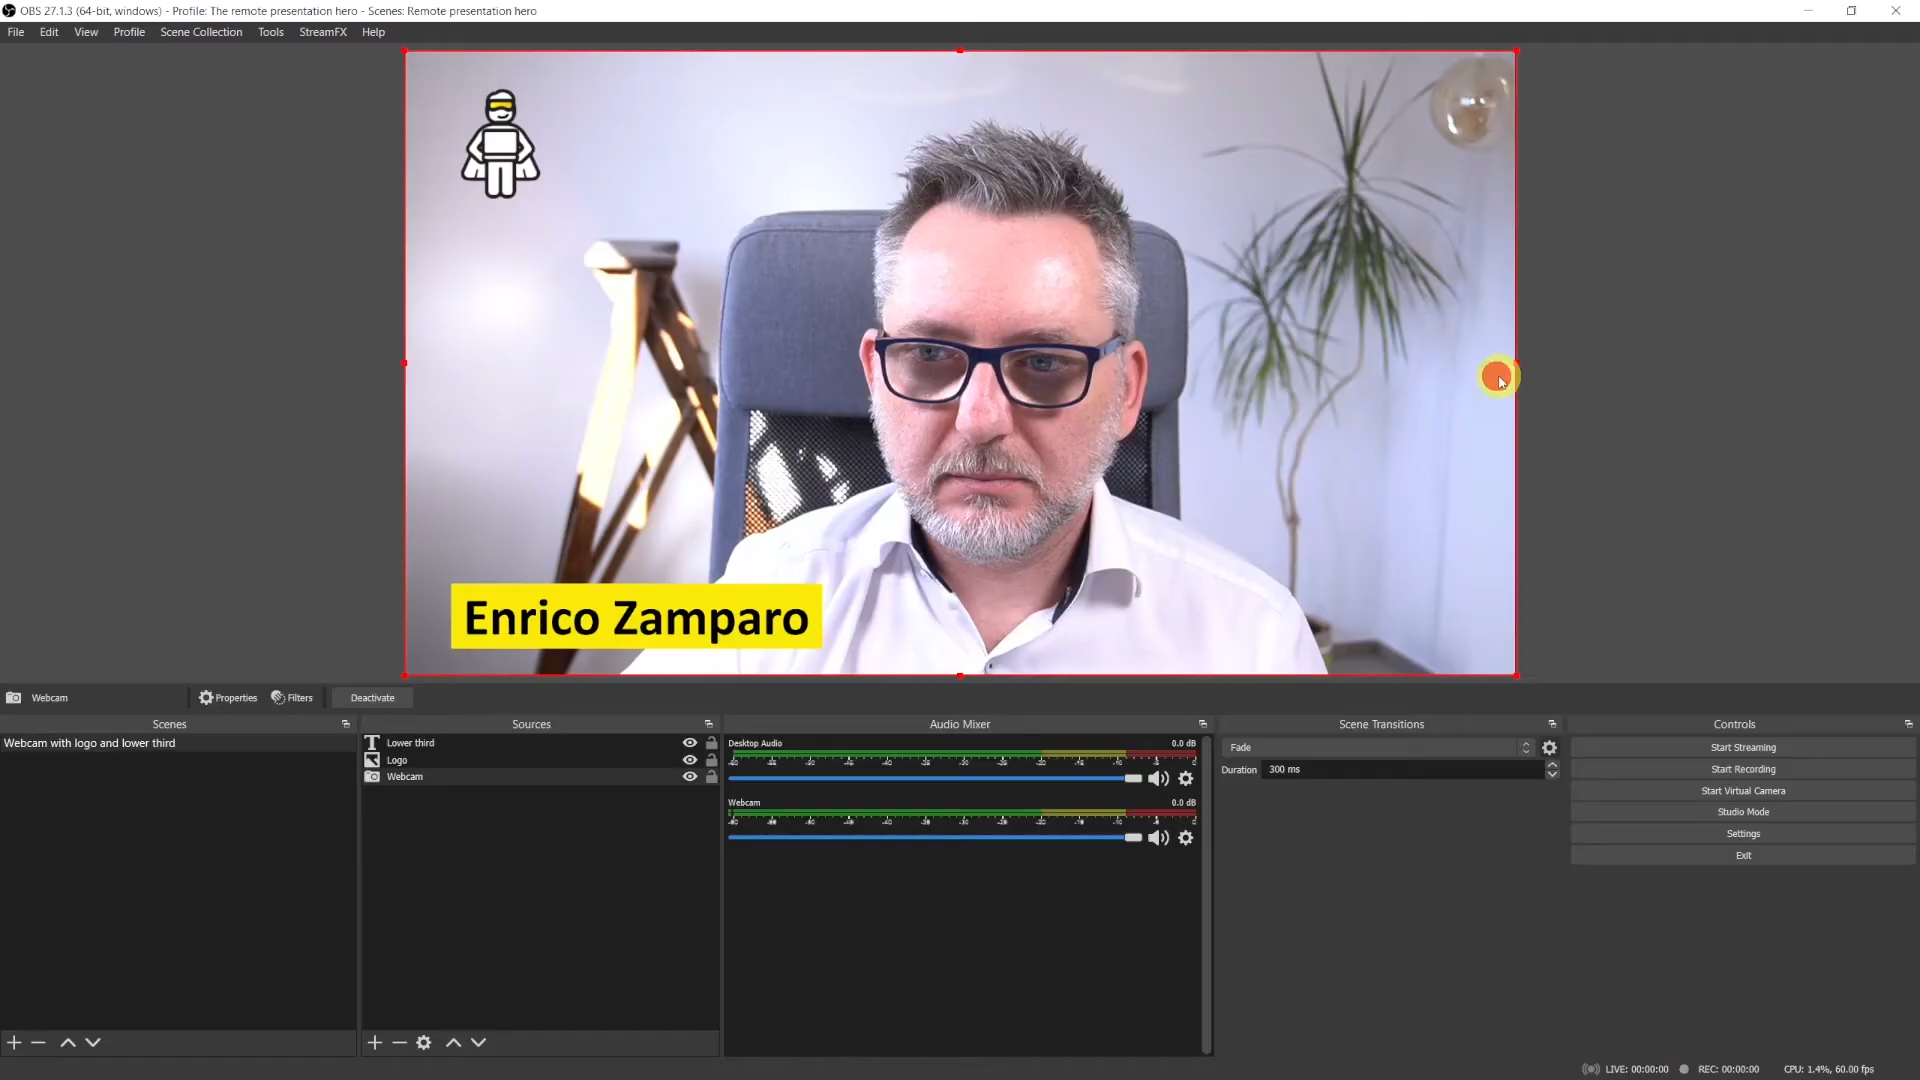 OBS 27.1.3 (64-bit, windows) - Profile: The remote presentation hero - Scenes: Remote presentation hero
File Edit View Profile Scene Collection Tools StreamFX Help
Enrico Zamparo
Webcam Properties Filters Deactivate
Scenes
Webcam with logo and lower third
Sources
Lower third
Logo
Webcam
Audio Mixer
Desktop Audio 0.0 dB
Webcam 0.0 dB
Scene Transitions
Fade
Duration 300 ms
Controls
Start Streaming
Start Recording
Start Virtual Camera
Studio Mode
Settings
Exit
LIVE: 00:00:00 REC: 00:00:00 CPU: 1.4%, 60.00 fps